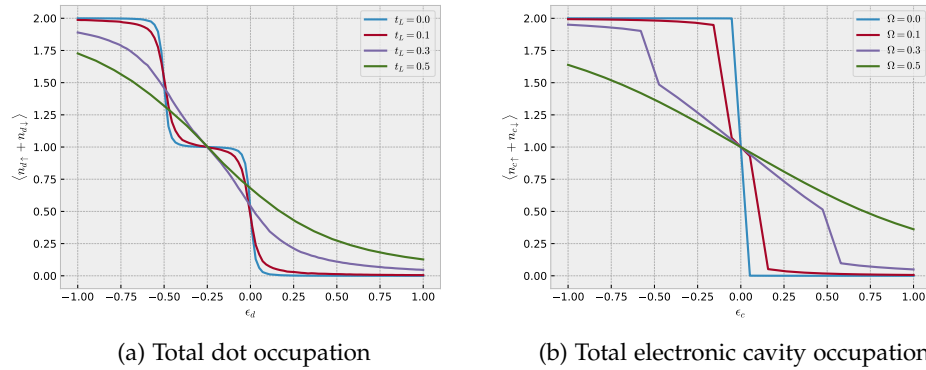 2.00
1.75
1.50
1.25
1.00
0.75
0.50
0.25
0.00
⟨n_{d↑} + n_{d↓}⟩
t_L = 0.0
t_L = 0.1
t_L = 0.3
t_L = 0.5
−1.00 −0.75 −0.50 −0.25 0.00 0.25 0.50 0.75 1.00
ϵ_d
(a) Total dot occupation
2.00
1.75
1.50
1.25
1.00
0.75
0.50
0.25
0.00
⟨n_{c↑} + n_{c↓}⟩
Ω = 0.0
Ω = 0.1
Ω = 0.3
Ω = 0.5
−1.00 −0.75 −0.50 −0.25 0.00 0.25 0.50 0.75 1.00
ϵ_c
(b) Total electronic cavity occupation